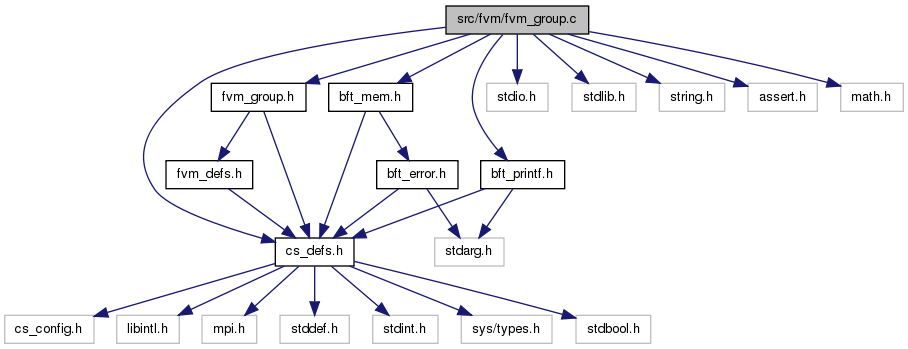 src/fvm/fvm_group.c
fvm_group.h
bft_mem.h
stdio.h
stdlib.h
string.h
assert.h
math.h
fvm_defs.h
bft_error.h
bft_printf.h
cs_defs.h
stdarg.h
cs_config.h
libintl.h
mpi.h
stddef.h
stdint.h
sys/types.h
stdbool.h